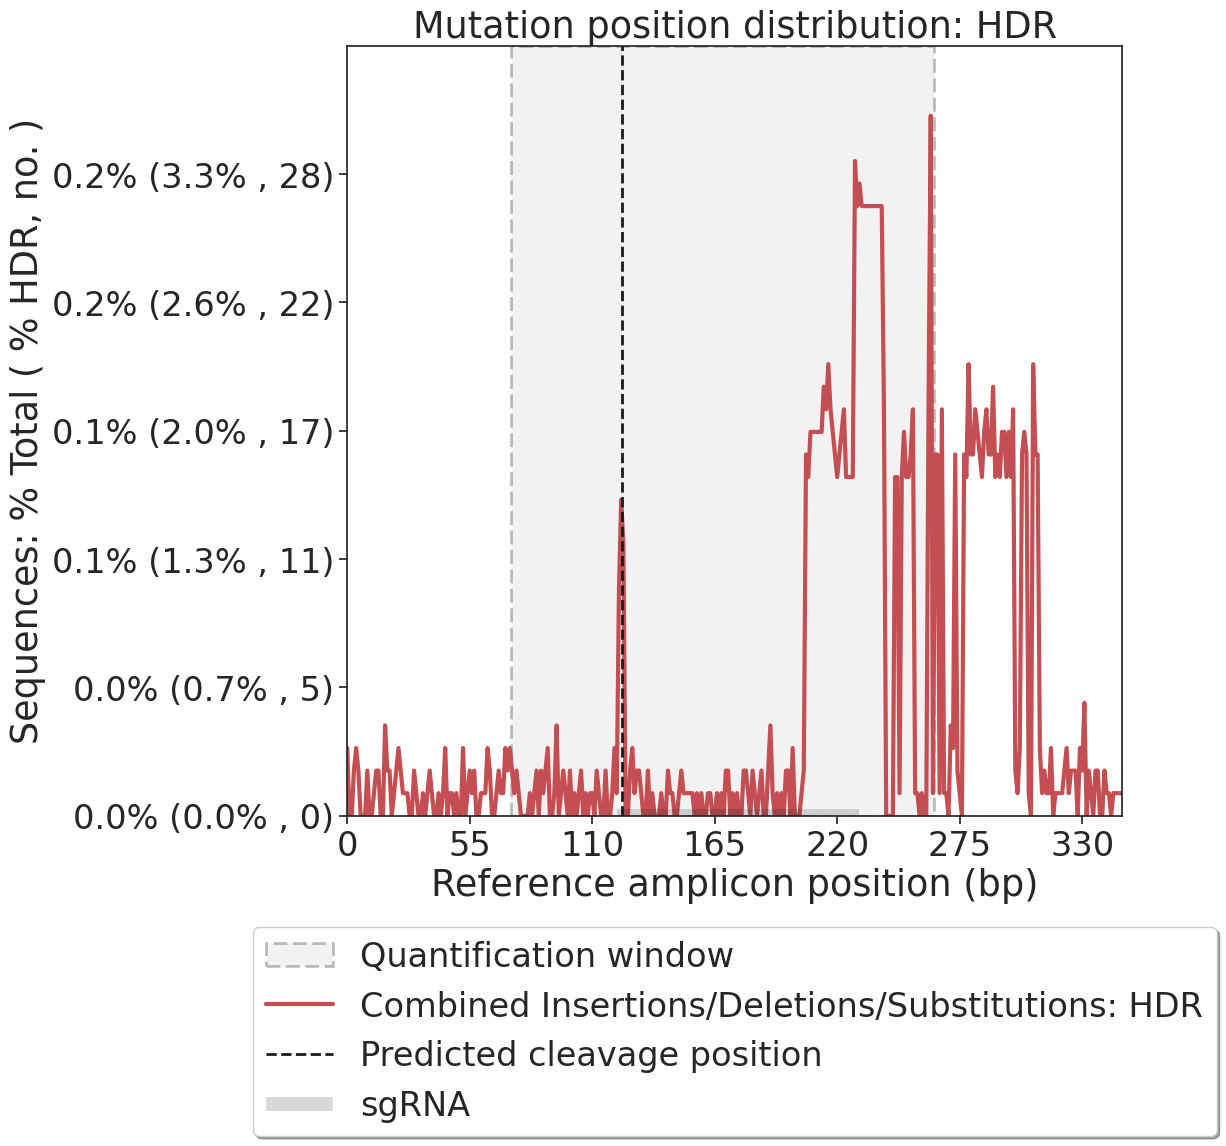 Mutation position distribution: HDR
Sequences: % Total ( % HDR, no. )
0.2% (3.3% , 28)
0.2% (2.6% , 22)
0.1% (2.0% , 17)
0.1% (1.3% , 11)
0.0% (0.7% , 5)
0.0% (0.0% , 0)
0 55 110 165 220 275 330
Reference amplicon position (bp)
Quantification window
Combined Insertions/Deletions/Substitutions: HDR
Predicted cleavage position
sgRNA